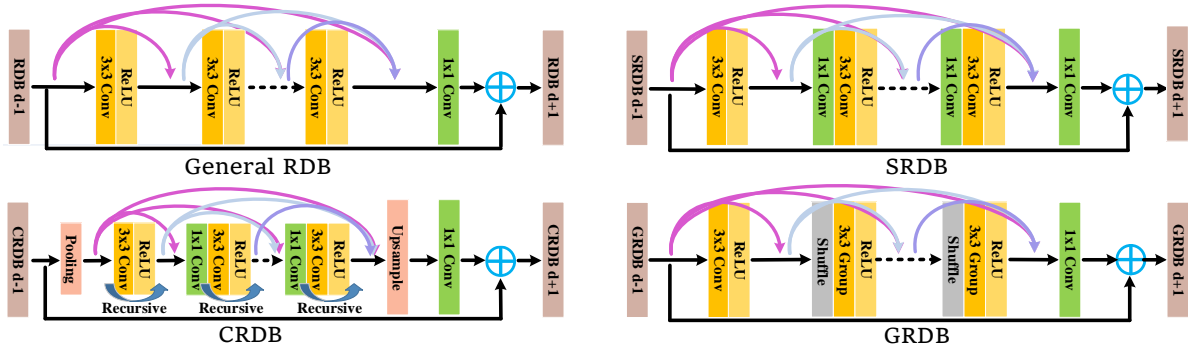 RDB d-1
3x3 Conv
ReLU
3x3 Conv
ReLU
3x3 Conv
ReLU
1x1 Conv
RDB d+1
General RDB
SRDB d-1
3x3 Conv
ReLU
1x1 Conv
3x3 Conv
ReLU
1x1 Conv
3x3 Conv
ReLU
1x1 Conv
SRDB d+1
SRDB
CRDB d-1
Pooling
3x3 Conv
ReLU
1x1 Conv
3x3 Conv
ReLU
1x1 Conv
3x3 Conv
ReLU
Upsample
1x1 Conv
CRDB d+1
Recursive
Recursive
Recursive
CRDB
GRDB d-1
3x3 Conv
ReLU
Shuffle
3x3 Group
ReLU
Shuffle
3x3 Group
ReLU
1x1 Conv
GRDB d+1
GRDB